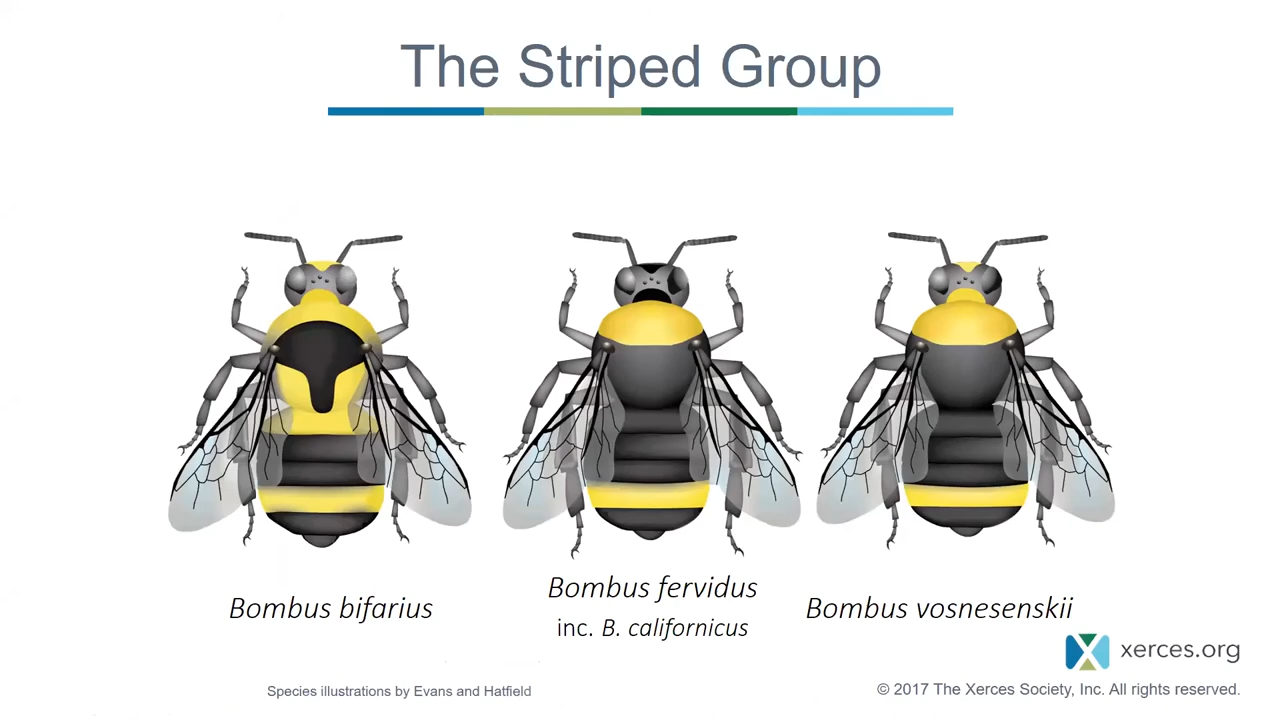 The Striped Group
Bombus bifarius
Bombus fervidus
inc. B. californicus
Bombus vosnesenskii
xerces.org
Species illustrations by Evans and Hatfield
© 2017 The Xerces Society, Inc. All rights reserved.